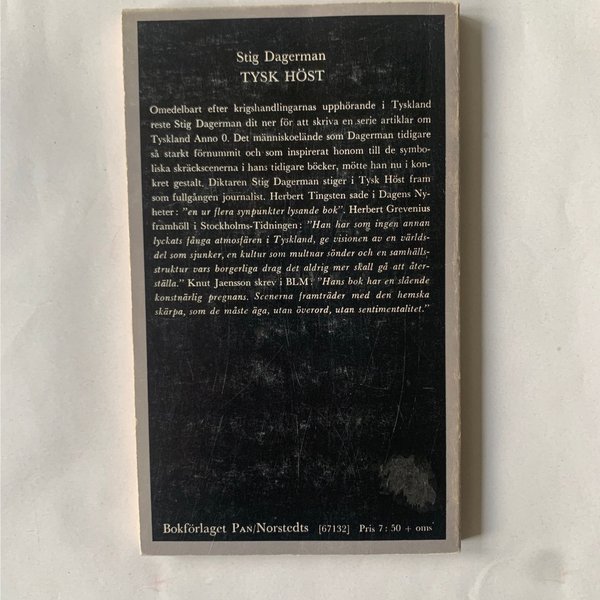 Stig Dagerman
TYSK HÖST
Omedelbart efter krigshandlingarnas upphörande i Tyskland
reste Stig Dagerman dit ner för att skriva en serie artiklar om
Tyskland Anno 0. Det människoelände som Dagerman tidigare
så starkt förnummit och som inspirerat honom till de symbo-
liska skräckscenerna i hans tidigare böcker, mötte han nu i kon-
kret gestalt. Diktaren Stig Dagerman stiger i Tysk Höst fram
som fullgången journalist. Herbert Tingsten sade i Dagens Ny-
heter: "en ur flera synpunkter lysande bok". Herbert Grevenius
framhöll i Stockholms-Tidningen: "Han har som ingen annan
lyckats fånga atmosfären i Tyskland, ge visionen av en världs-
del som sjunker, en kultur som multnar sönder och en samhälls-
struktur vars borgerliga drag det aldrig mer skall gå att åter-
ställa." Knut Jaensson skrev i BLM: "Hans bok har en slående
konstnärlig pregnans. Scenerna framträder med den hemska
skärpa, som de måste äga, utan överord, utan sentimentalitet."
Bokförlaget PAN/Norstedts [67132] Pris 7:50 + oms